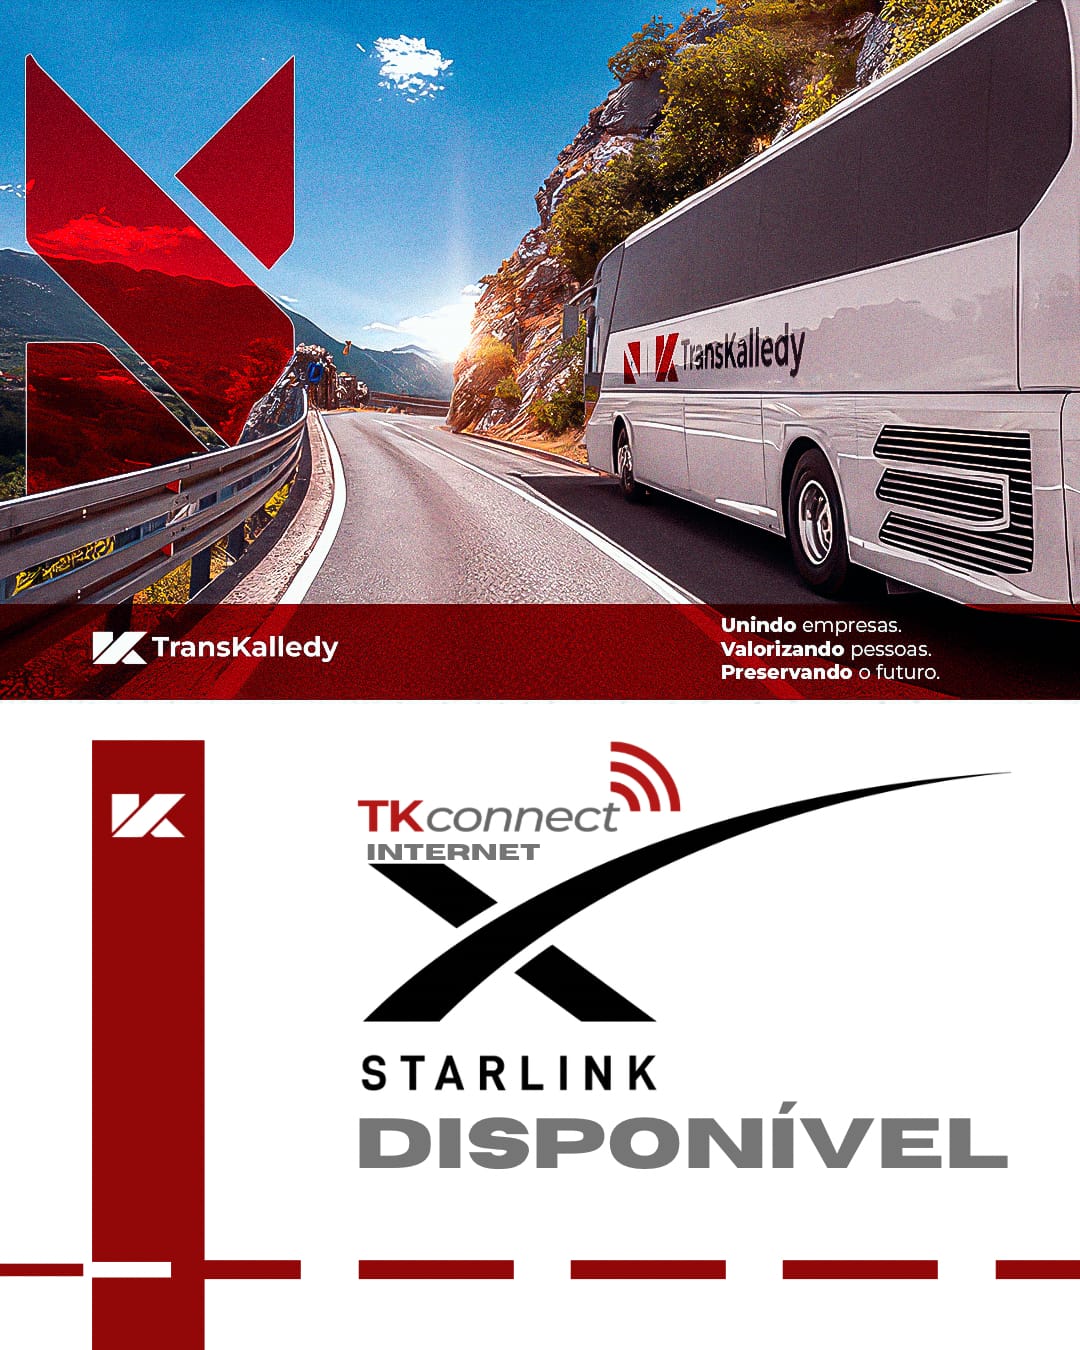 TransKalledy
TransKalledy
Unindo empresas.
Valorizando pessoas.
Preservando o futuro.
TKconnect
INTERNET
STARLINK
DISPONÍVEL